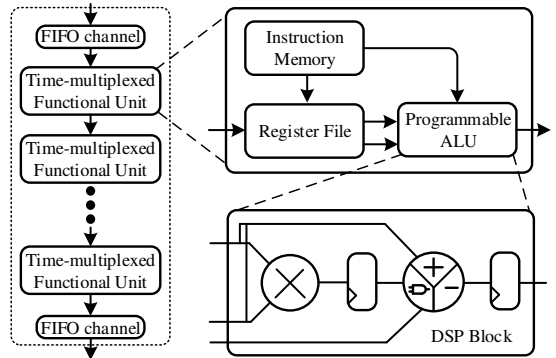 FIFO channel
Time-multiplexed
Functional Unit
Time-multiplexed
Functional Unit
Time-multiplexed
Functional Unit
FIFO channel
Instruction
Memory
Register File
Programmable
ALU
DSP Block